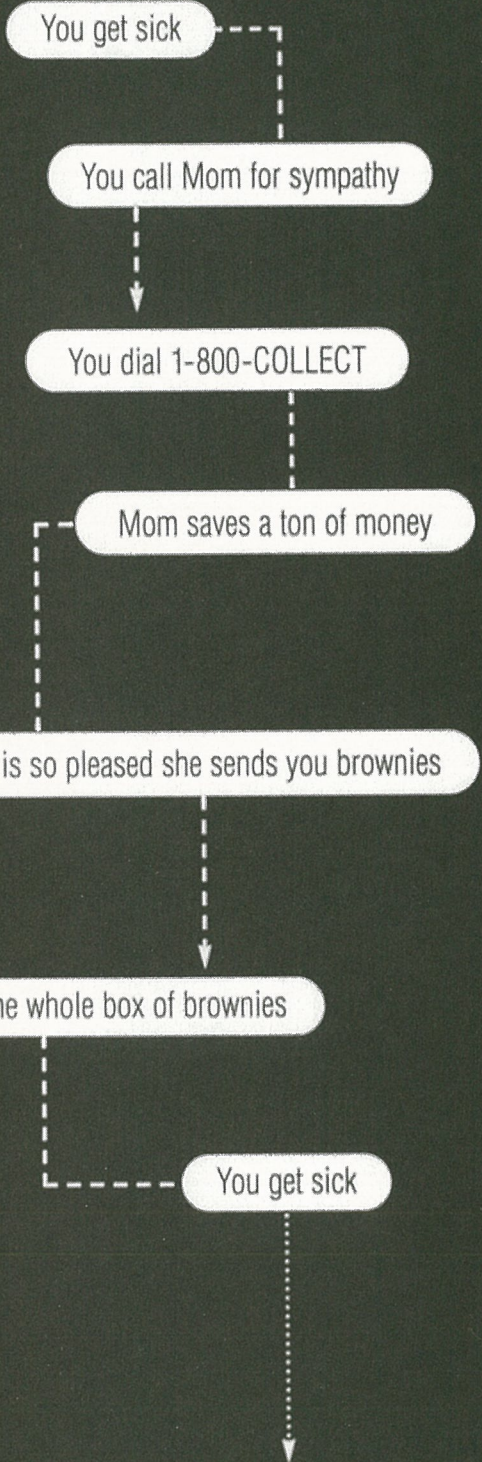 You get sick
You call Mom for sympathy
You dial 1-800-COLLECT
Mom saves a ton of money
is so pleased she sends you brownies
whole box of brownies
You get sick